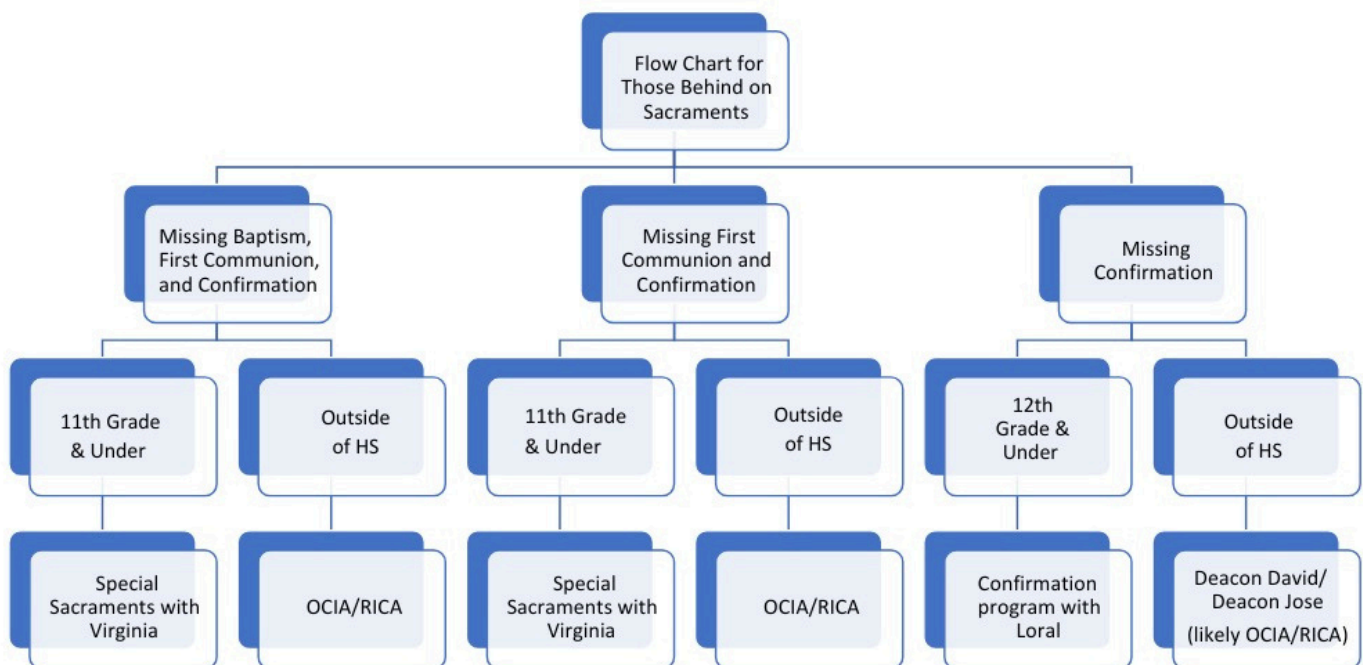 Flow Chart for
Those Behind on
Sacraments
Missing Baptism,
First Communion,
and Confirmation
Missing First
Communion and
Confirmation
Missing
Confirmation
11th Grade
& Under
Outside
of HS
11th Grade
& Under
Outside
of HS
12th
Grade &
Under
Outside
of HS
Special
Sacraments with
Virginia
OCIA/RICA
Special
Sacraments with
Virginia
OCIA/RICA
Confirmation
program with
Loral
Deacon David/
Deacon Jose
(likely OCIA/RICA)